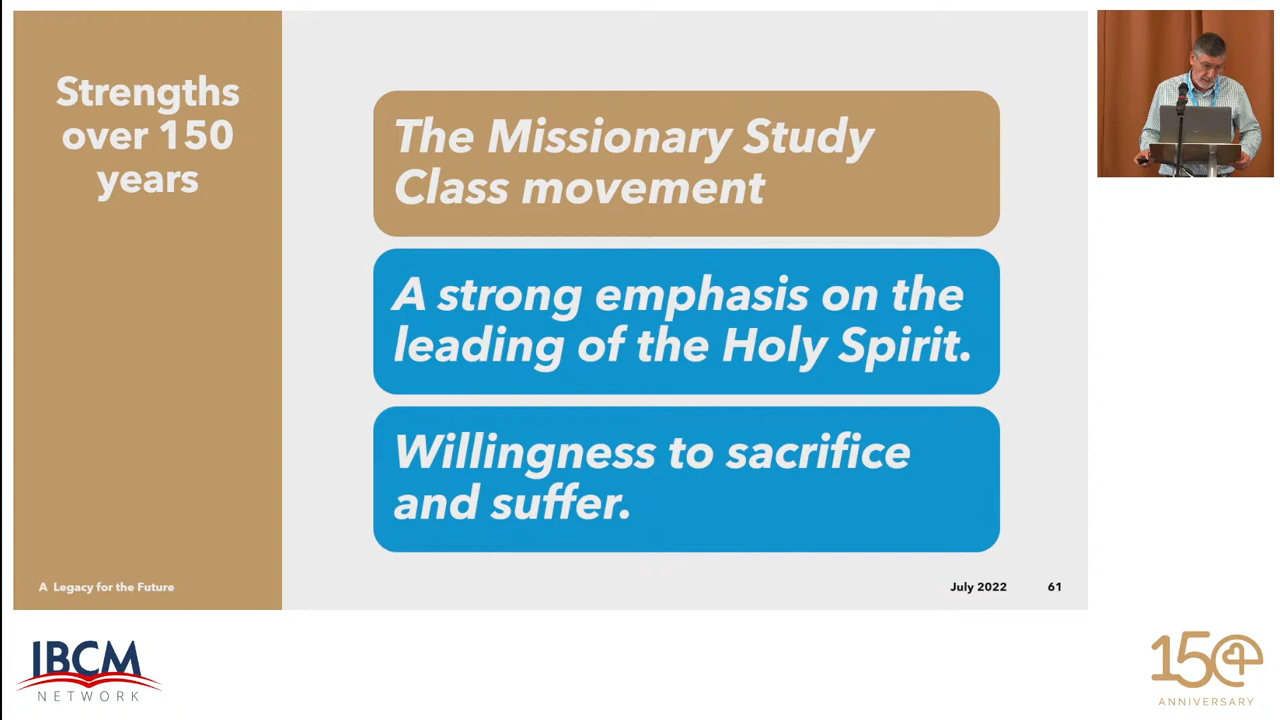 Strengths
over 150
years
The Missionary Study
Class movement
A strong emphasis on the
leading of the Holy Spirit.
Willingness to sacrifice
and suffer.
A Legacy for the Future
July 2022 61
IBCM
NETWORK
150
ANNIVERSARY